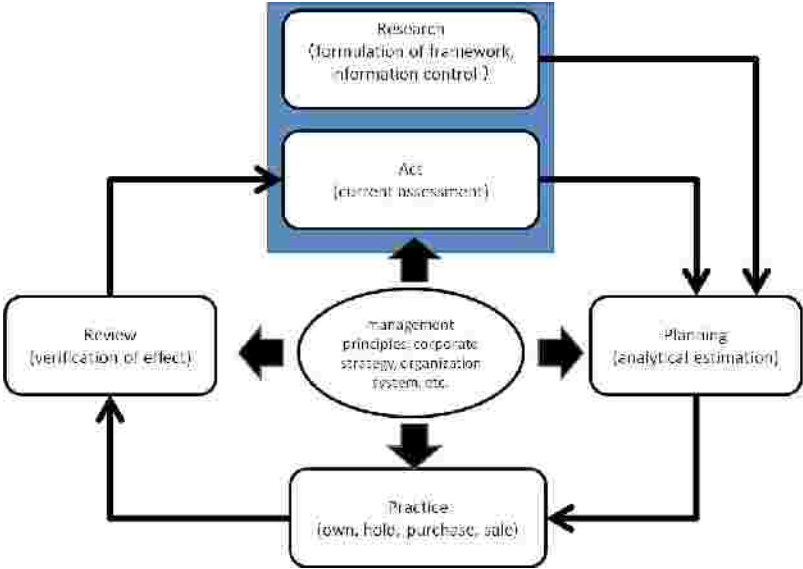 Research
(formulation of framework,
information control )
Act
(current assessment)
Review
(verification of effect)
management
principles, corporate
strategy, organization
system, etc.
Planning
(analytical estimation)
Practice
(own, hold, purchase, sale)